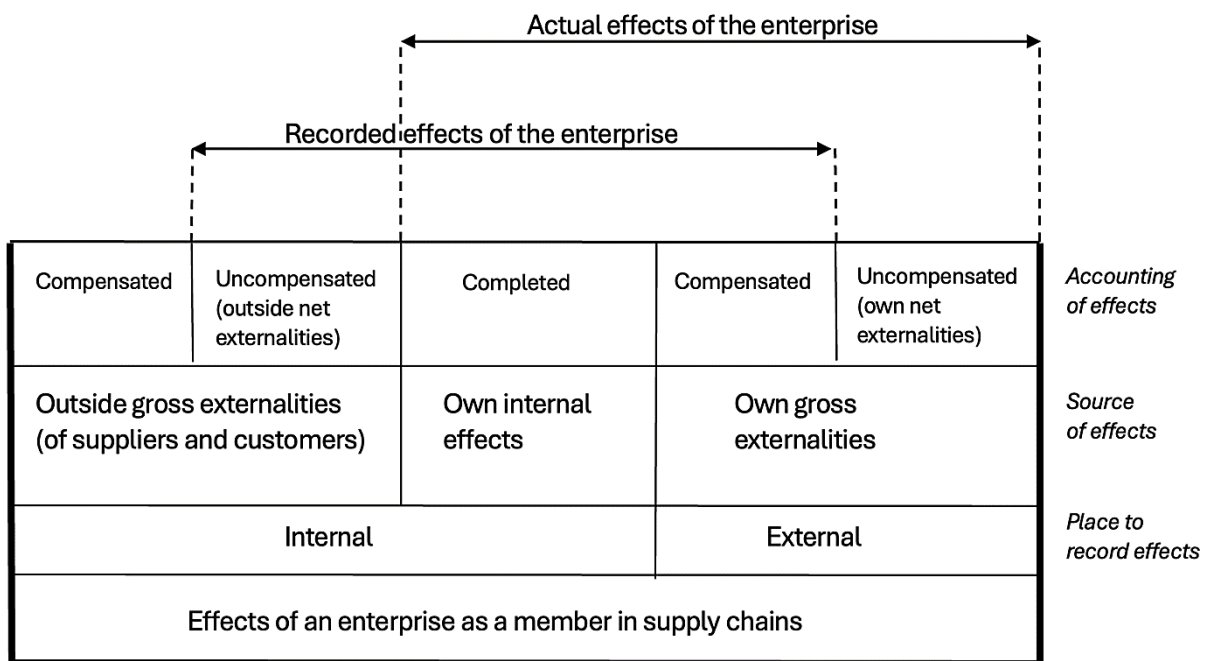 Actual effects of the enterprise
Recorded effects of the enterprise
Compensated
Uncompensated
(outside net
externalities)
Completed
Compensated
Uncompensated
(own net
externalities)
Accounting
of effects
Outside gross externalities
(of suppliers and customers)
Own internal
effects
Own gross
externalities
Source
of effects
Internal
External
Place to
record effects
Effects of an enterprise as a member in supply chains